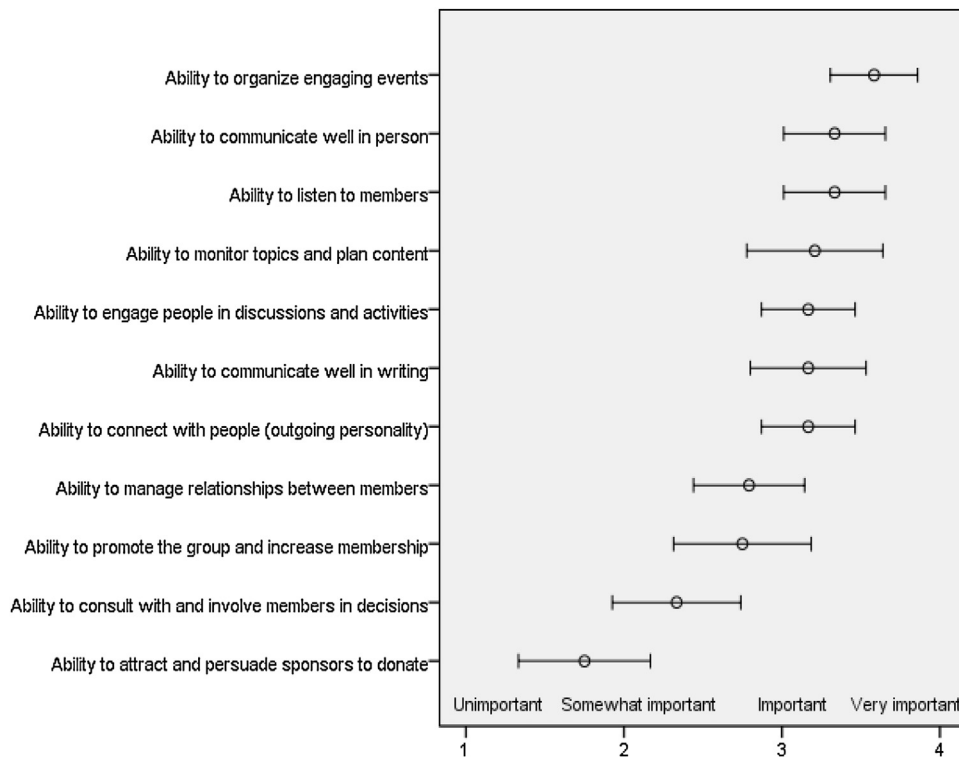 Ability to organize engaging events
Ability to communicate well in person
Ability to listen to members
Ability to monitor topics and plan content
Ability to engage people in discussions and activities
Ability to communicate well in writing
Ability to connect with people (outgoing personality)
Ability to manage relationships between members
Ability to promote the group and increase membership
Ability to consult with and involve members in decisions
Ability to attract and persuade sponsors to donate
Unimportant Somewhat important Important Very important
1 2 3 4